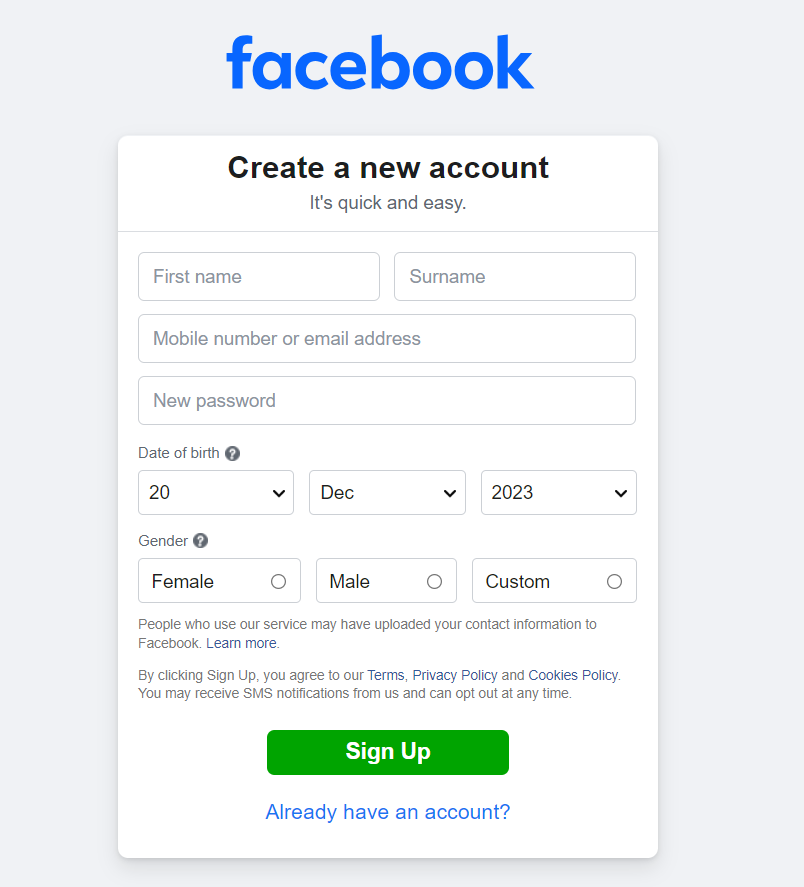 facebook
Create a new account
It's quick and easy.
First name Surname
Mobile number or email address
New password
Date of birth ?
20 Dec 2023
Gender ?
Female Male Custom
People who use our service may have uploaded your contact information to
Facebook. Learn more.
By clicking Sign Up, you agree to our Terms, Privacy Policy and Cookies Policy.
You may receive SMS notifications from us and can opt out at any time.
Sign Up
Already have an account?